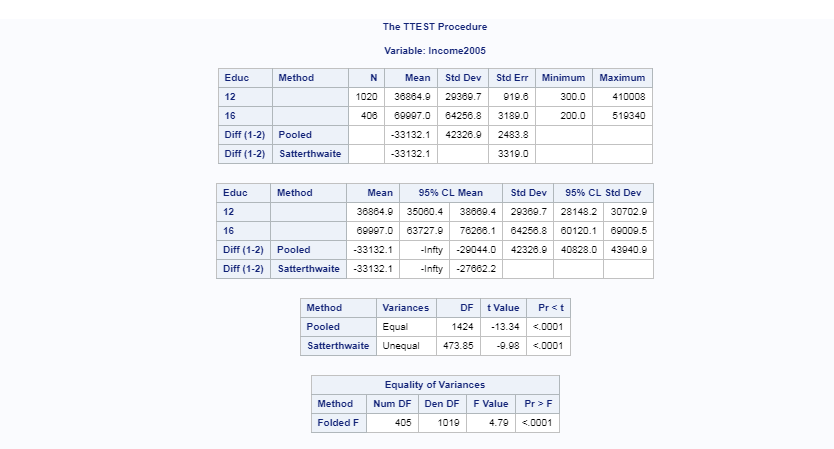 The TTEST Procedure
Variable: Income2005
Educ Method N Mean Std Dev Std Err Minimum Maximum
12 1020 36864.9 29369.7 919.6 300.0 410008
16 406 69997.0 64256.8 3189.0 200.0 519340
Diff (1-2) Pooled -33132.1 42326.9 2483.8
Diff (1-2) Satterthwaite -33132.1 3319.0
Educ Method Mean 95% CL Mean Std Dev 95% CL Std Dev
12 36864.9 35060.4 38669.4 29369.7 28148.2 30702.9
16 69997.0 63727.9 76266.1 64256.8 60120.1 69009.5
Diff (1-2) Pooled -33132.1 -Infty -29044.0 42326.9 40828.0 43940.9
Diff (1-2) Satterthwaite -33132.1 -Infty -27662.2
Method Variances DF t Value Pr < t
Pooled Equal 1424 -13.34 <.0001
Satterthwaite Unequal 473.85 -9.98 <.0001
Equality of Variances
Method Num DF Den DF F Value Pr > F
Folded F 405 1019 4.79 <.0001